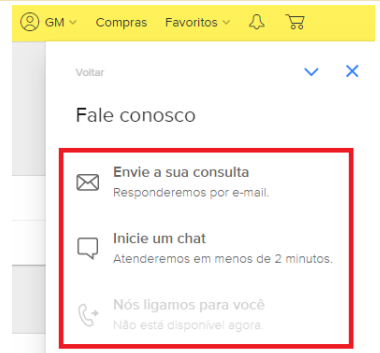 GM Compras Favoritos
Voltar
Fale conosco
Envie a sua consulta
Responderemos por e-mail.
Inicie um chat
Atenderemos em menos de 2 minutos.
Nós ligamos para você
Não está disponível agora.